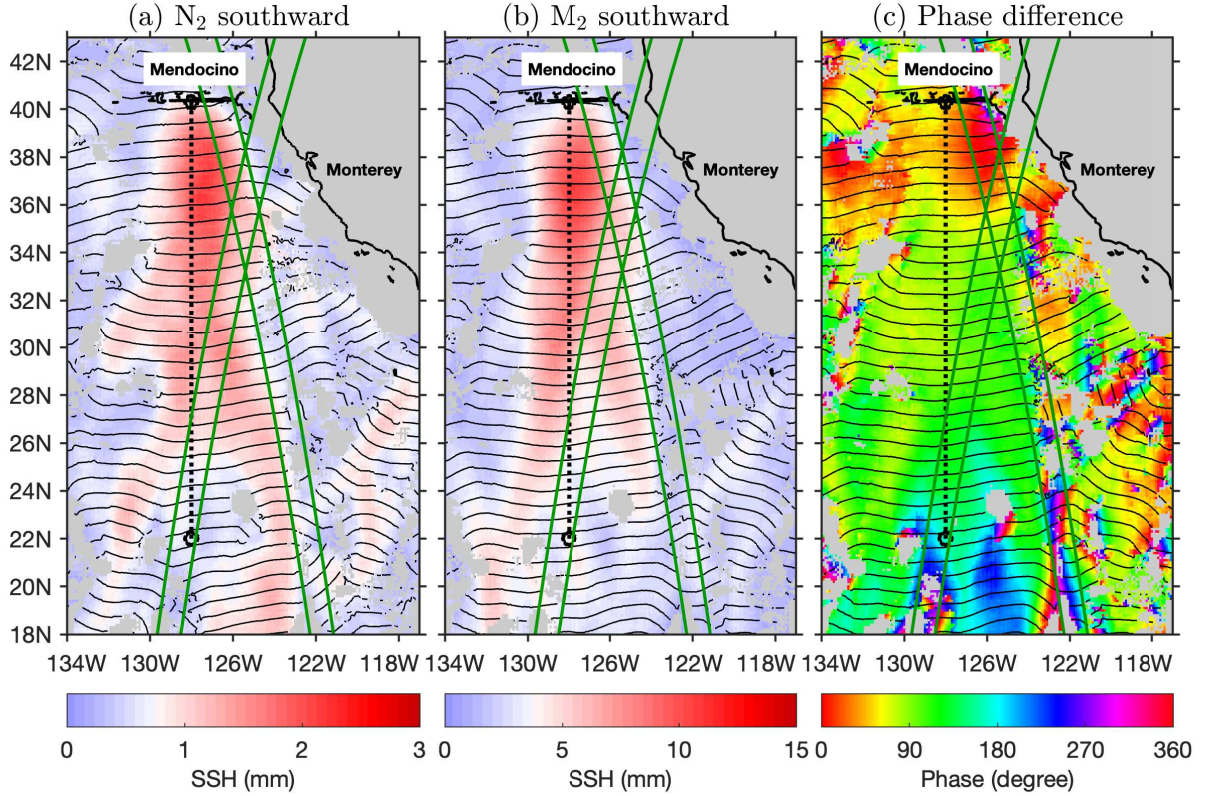 (a) N₂ southward
(b) M₂ southward
(c) Phase difference
42N
40N
38N
36N
34N
32N
30N
28N
26N
24N
22N
20N
18N
Mendocino
Monterey
Mendocino
Monterey
Mendocino
Monterey
134W 130W 126W 122W 118W
134W 130W 126W 122W 118W
134W 130W 126W 122W 118W
0 1 2 3
SSH (mm)
0 5 10 15
SSH (mm)
0 90 180 270 360
Phase (degree)